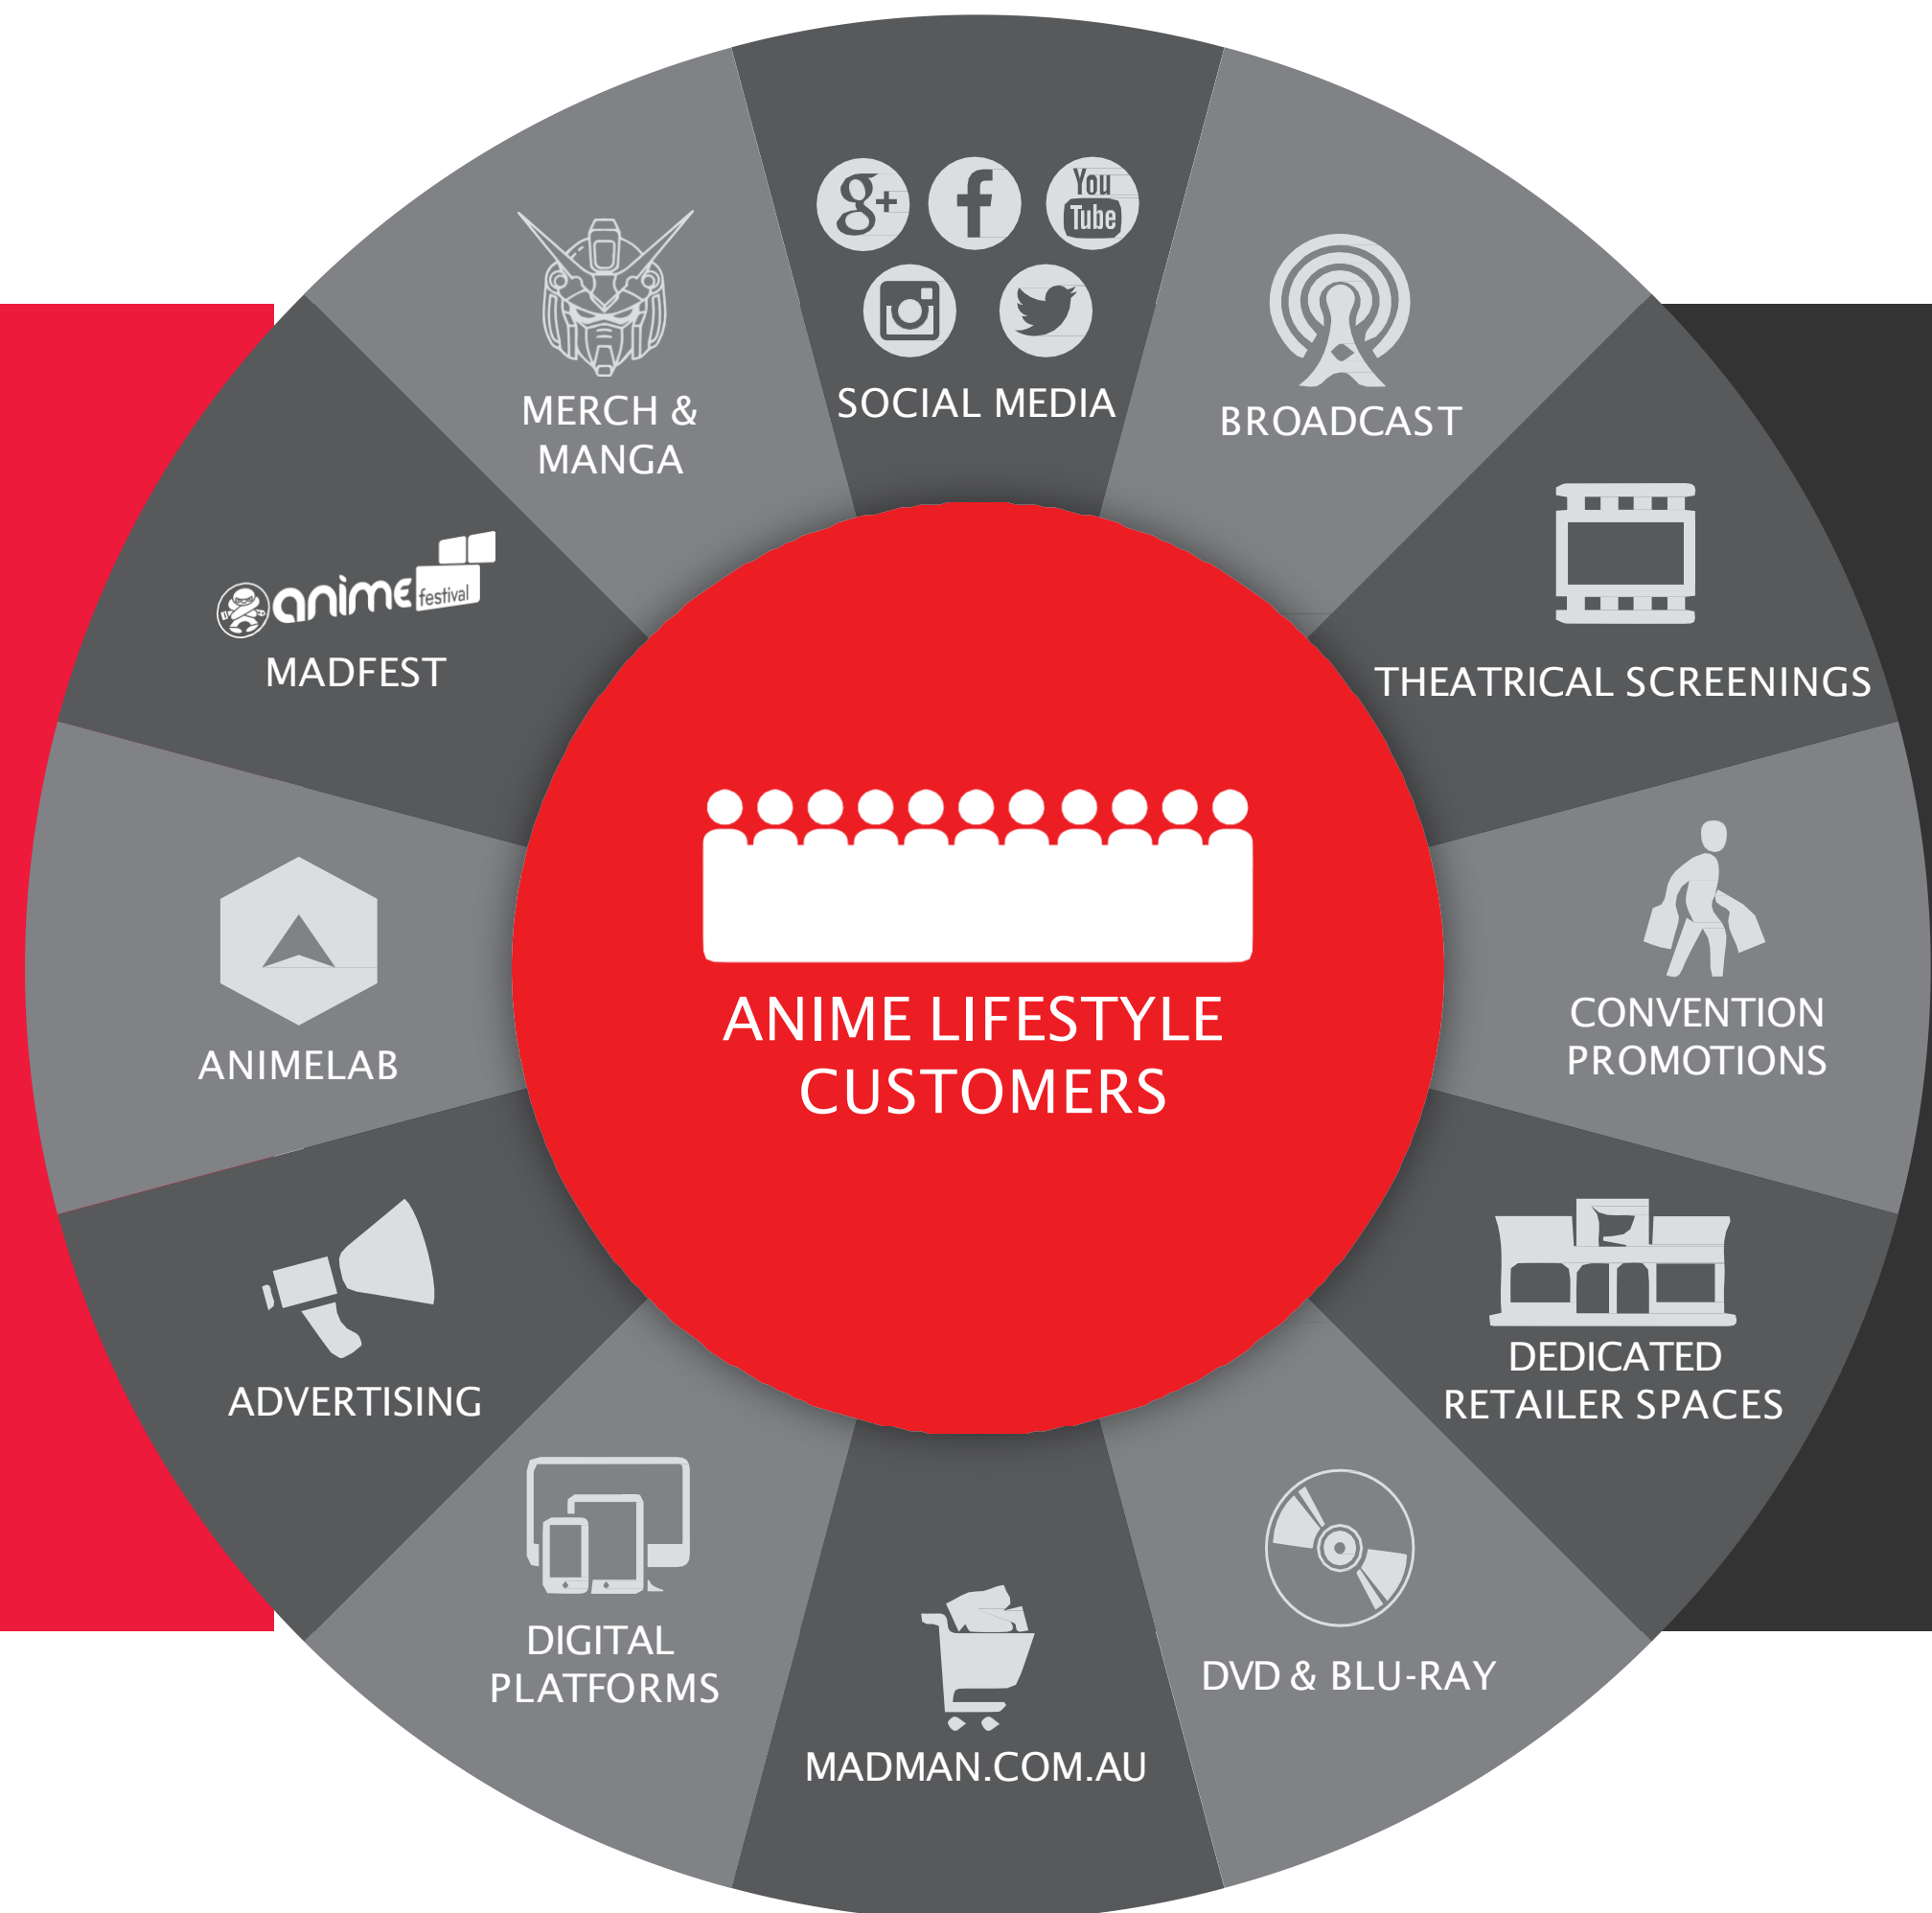 g+
f
You
Tube
SOCIAL MEDIA
BROADCAST
THEATRICAL SCREENINGS
CONVENTION
PROMOTIONS
DEDICATED
RETAILER SPACES
DVD & BLU-RAY
MADMAN.COM.AU
DIGITAL
PLATFORMS
ADVERTISING
ANIMELAB
anime festival
MADFEST
MERCH &
MANGA
ANIME LIFESTYLE
CUSTOMERS